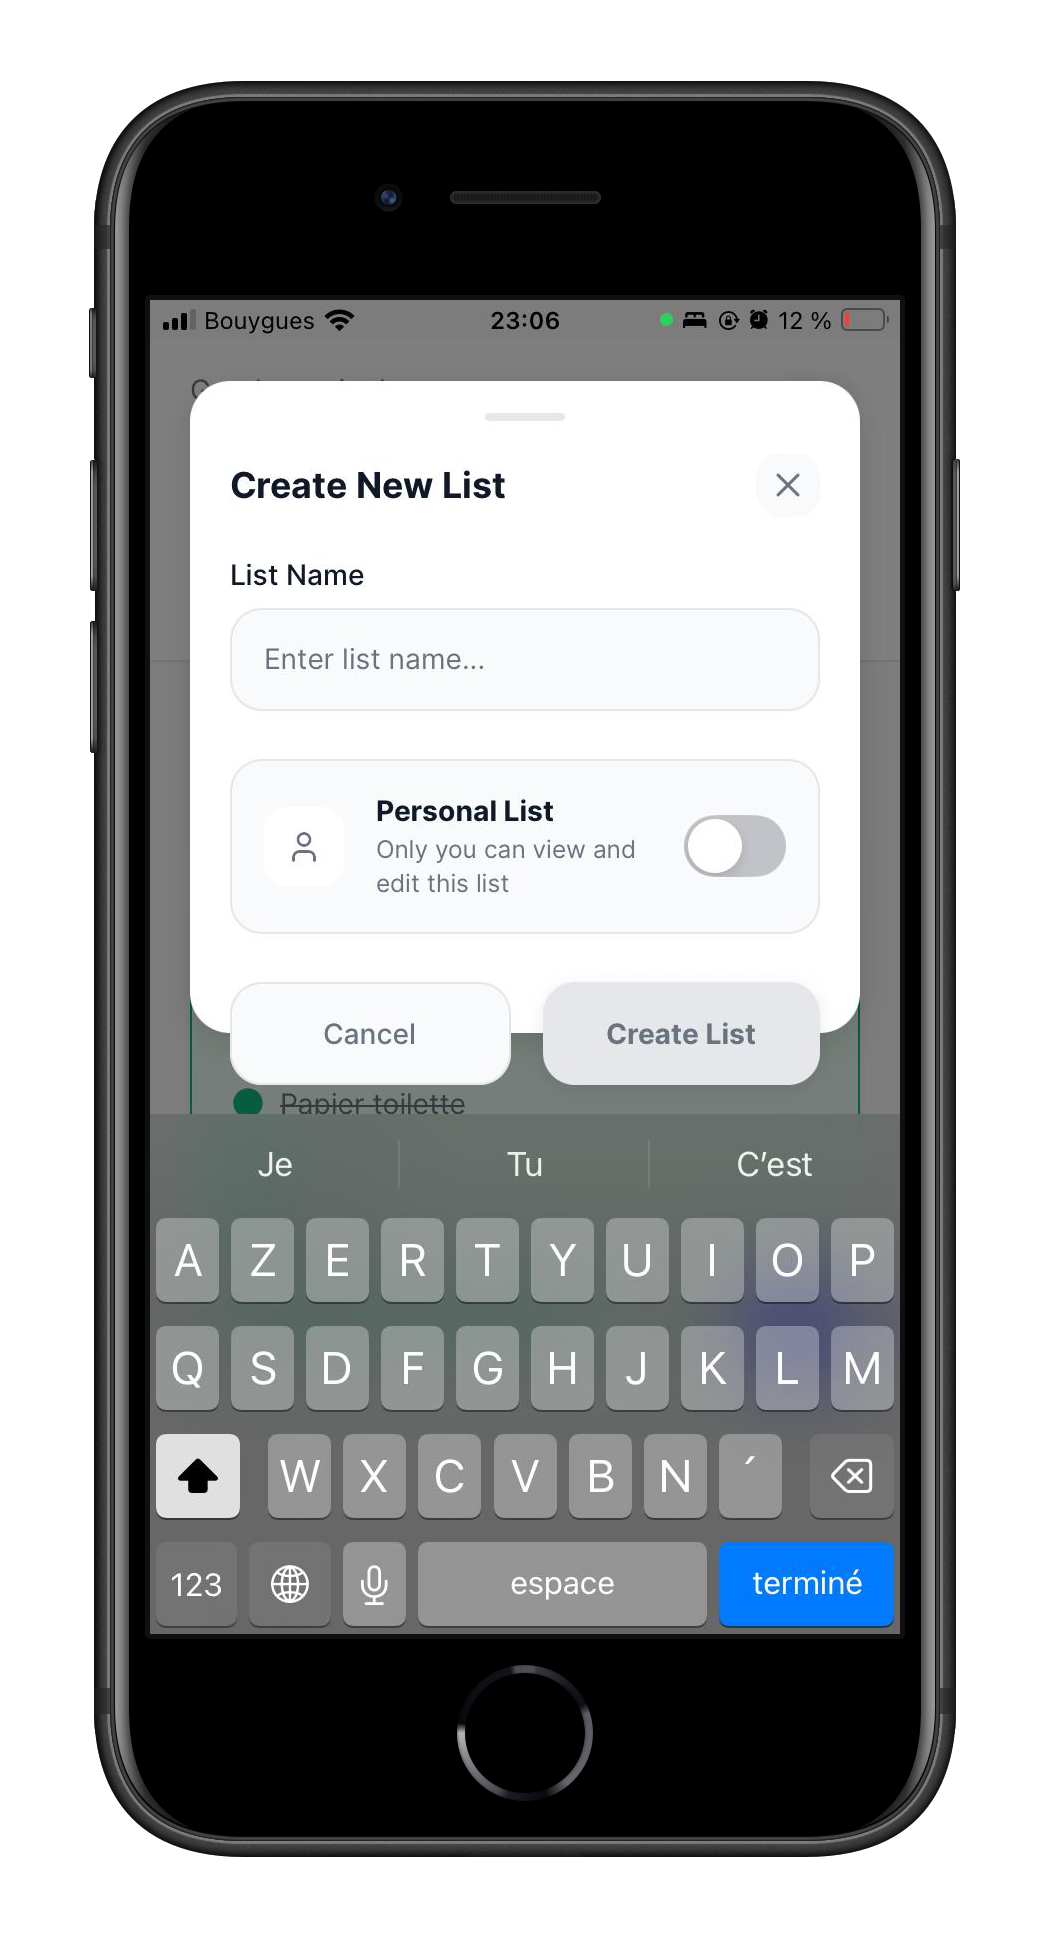 Bouygues 23:06 12 %
Create New List
List Name
Enter list name...
Personal List
Only you can view and
edit this list
Cancel Create List
Papier toilette
Je Tu C’est
A Z E R T Y U I O P
Q S D F G H J K L M
W X C V B N ´
123 espace terminé